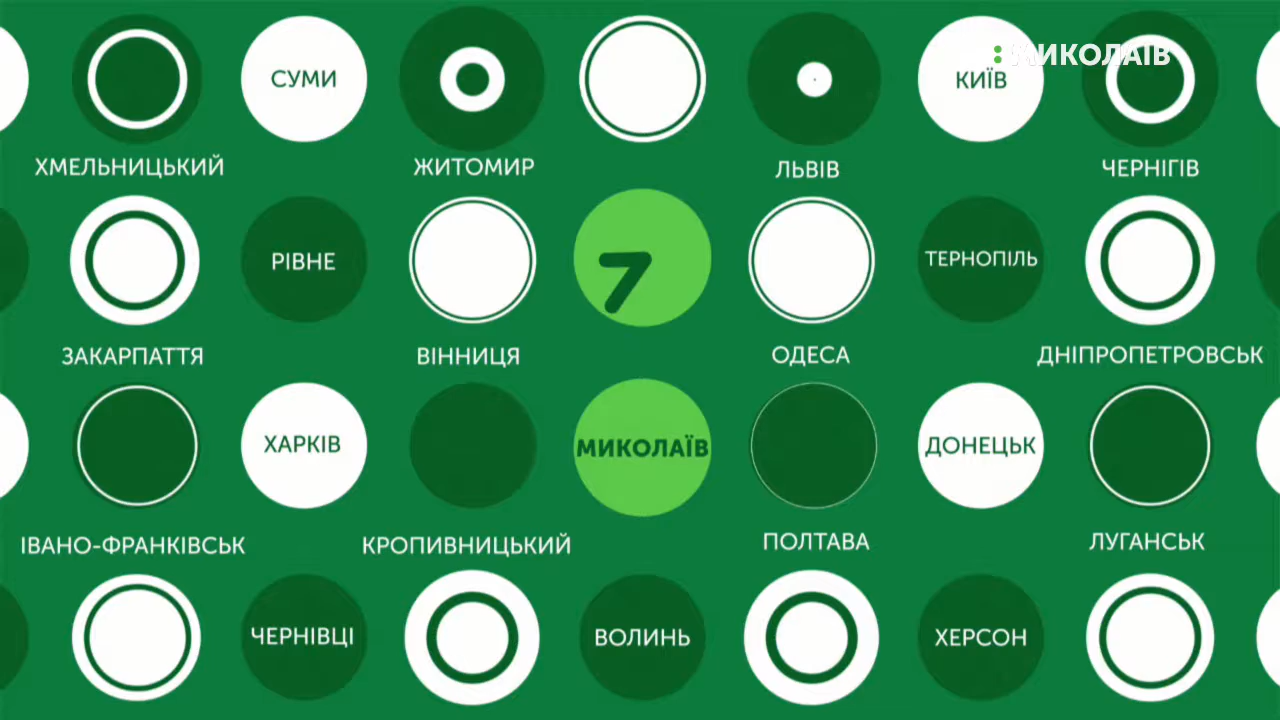 : МИКОЛАЇВ
СУМИ
КИЇВ
ХМЕЛЬНИЦЬКИЙ
ЖИТОМИР
ЛЬВІВ
ЧЕРНІГІВ
РІВНЕ
ТЕРНОПІЛЬ
ЗАКАРПАТТЯ
ВІННИЦЯ
ОДЕСА
ДНІПРОПЕТРОВСЬК
ХАРКІВ
МИКОЛАЇВ
ДОНЕЦЬК
ІВАНО-ФРАНКІВСЬК
КРОПИВНИЦЬКИЙ
ПОЛТАВА
ЛУГАНСЬК
ЧЕРНІВЦІ
ВОЛИНЬ
ХЕРСОН